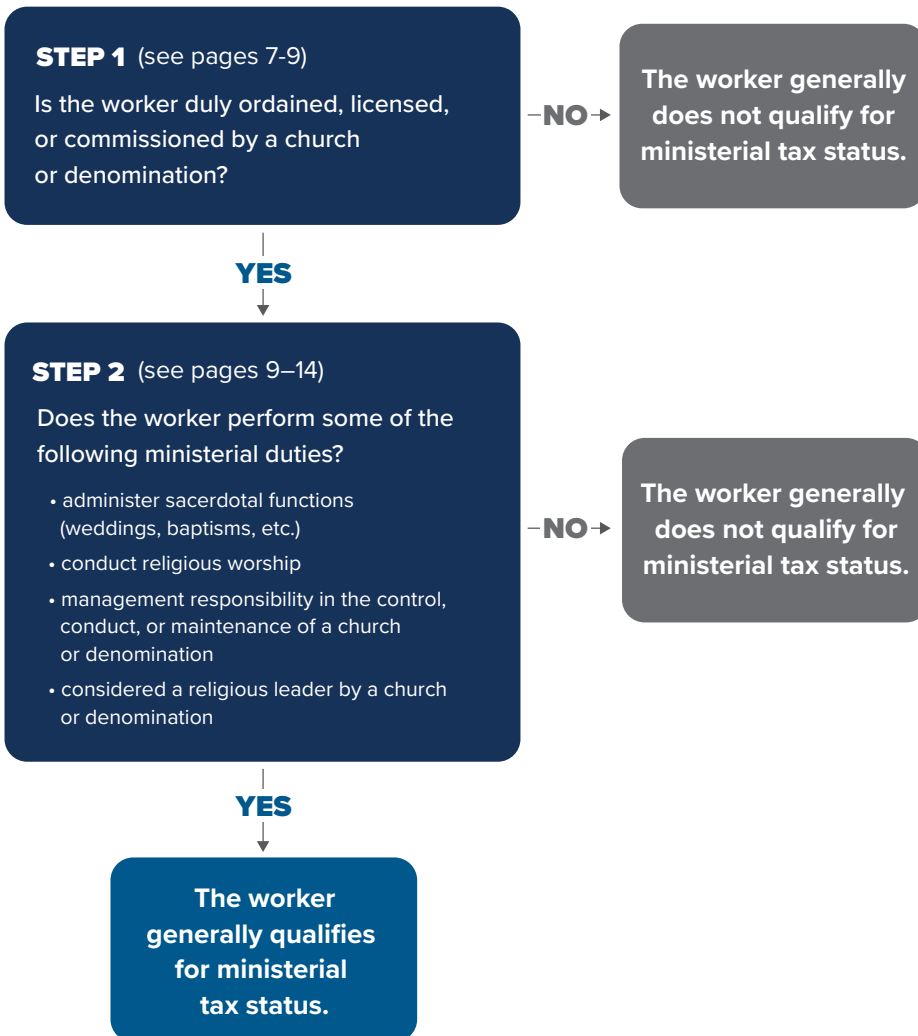 STEP 1 (see pages 7-9)
Is the worker duly ordained, licensed,
or commissioned by a church
or denomination?
NO
The worker generally
does not qualify for
ministerial tax status.
YES
STEP 2 (see pages 9–14)
Does the worker perform some of the
following ministerial duties?
• administer sacerdotal functions
(weddings, baptisms, etc.)
• conduct religious worship
• management responsibility in the control,
conduct, or maintenance of a church
or denomination
• considered a religious leader by a church
or denomination
NO
The worker generally
does not qualify for
ministerial tax status.
YES
The worker
generally qualifies
for ministerial
tax status.